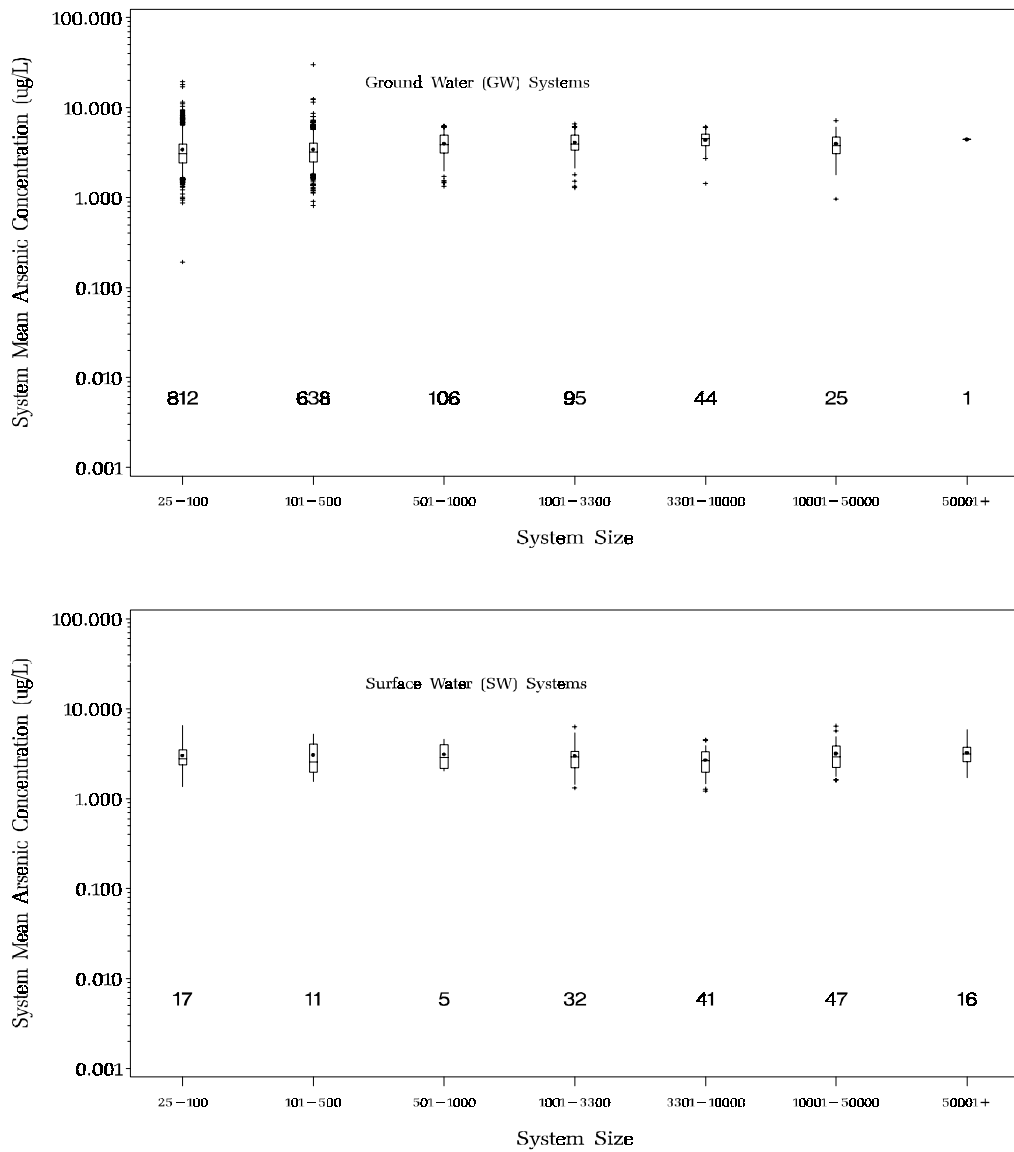 System Mean Arsenic Concentration (ug/L)
100.000
10.000
1.000
0.100
0.010
0.001
Ground Water (GW) Systems
812 638 106 95 44 25 1
25-100 101-500 501-1000 1001-3300 3301-10000 10001-50000 50001+
System Size
System Mean Arsenic Concentration (ug/L)
100.000
10.000
1.000
0.100
0.010
0.001
Surface Water (SW) Systems
17 11 5 32 41 47 16
25-100 101-500 501-1000 1001-3300 3301-10000 10001-50000 50001+
System Size